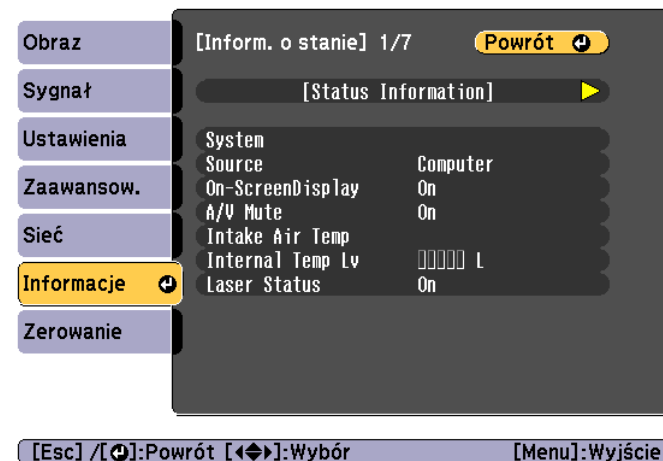 Obraz
Sygnał
Ustawienia
Zaawansow.
Sieć
Informacje
Zerowanie
[Inform. o stanie] 1/7 Powrót
[Status Information]
System
Source Computer
On-ScreenDisplay On
A/V Mute On
Intake Air Temp
Internal Temp Lv L
Laser Status On
[Esc] /[ ]:Powrót [ ]:Wybór [Menu]:Wyjście